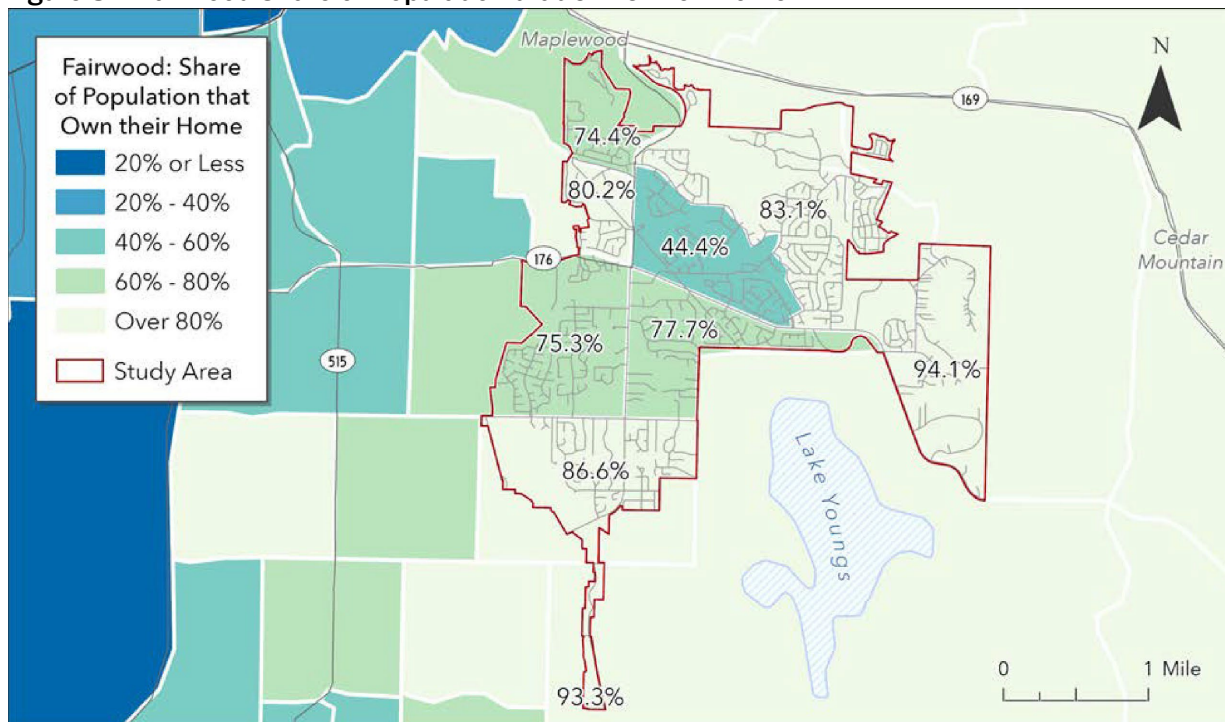 Fairwood: Share
of Population that
Own their Home
20% or Less
20% - 40%
40% - 60%
60% - 80%
Over 80%
Study Area
Maplewood
N
169
74.4%
80.2%
83.1%
44.4%
Cedar
Mountain
176
75.3%
77.7%
515
94.1%
86.6%
Lake Youngs
93.3%
0 1 Mile